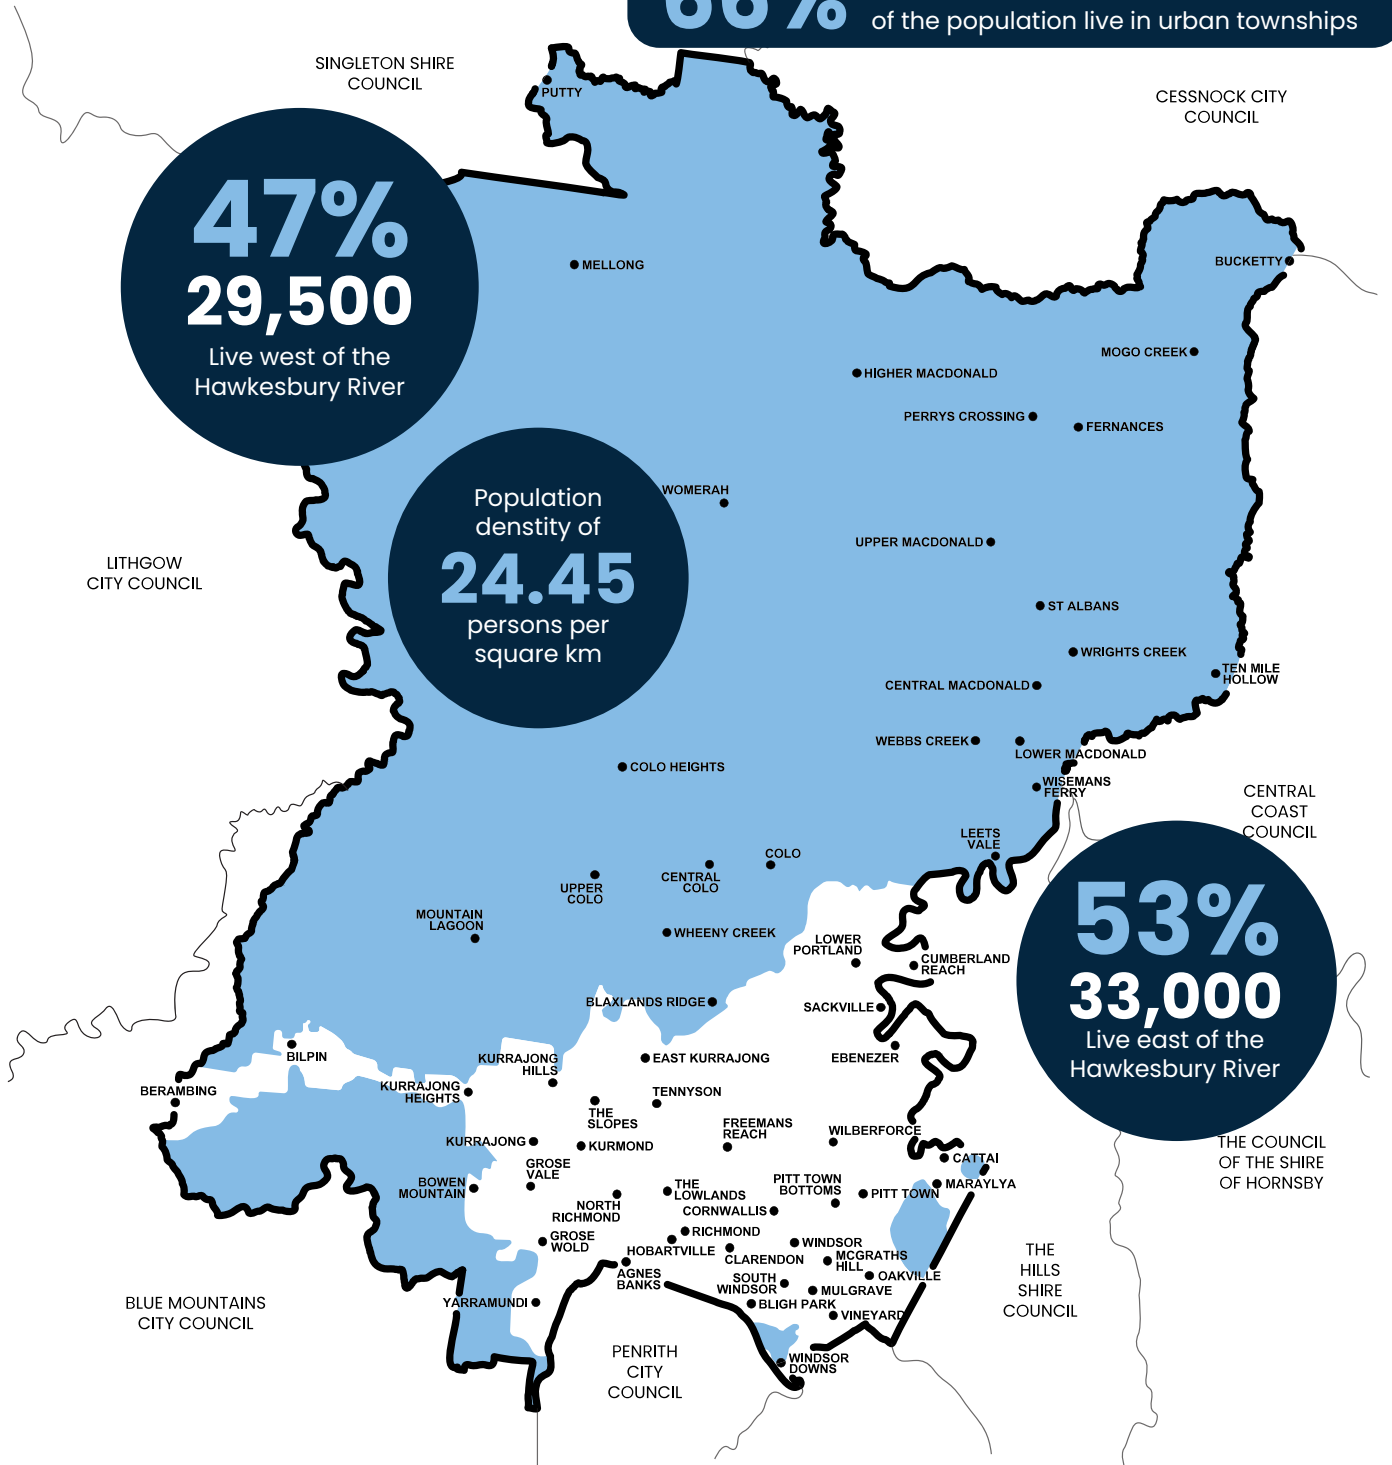 66%
of the population live in urban townships
SINGLETON SHIRE
COUNCIL
CESSNOCK CITY
COUNCIL
PUTTY
47%
29,500
Live west of the
Hawkesbury River
MELLONG
BUCKETTY
MOGO CREEK
HIGHER MACDONALD
PERRYS CROSSING
FERNANCES
Population
denstity of
24.45
persons per
square km
WOMERAH
UPPER MACDONALD
LITHGOW
CITY COUNCIL
ST ALBANS
WRIGHTS CREEK
TEN MILE
HOLLOW
CENTRAL MACDONALD
WEBBS CREEK
LOWER MACDONALD
COLO HEIGHTS
WISEMANS
FERRY
CENTRAL
COAST
COUNCIL
LEETS
VALE
COLO
CENTRAL
COLO
UPPER
COLO
MOUNTAIN
LAGOON
WHEENY CREEK
LOWER
PORTLAND
CUMBERLAND
REACH
53%
33,000
Live east of the
Hawkesbury River
BLAXLANDS RIDGE
SACKVILLE
EBENEZER
BILPIN
KURRAJONG
HILLS
EAST KURRAJONG
BERAMBING
KURRAJONG
HEIGHTS
TENNYSON
THE
SLOPES
FREEMANS
REACH
WILBERFORCE
KURRAJONG
KURMOND
CATTAI
THE COUNCIL
OF THE SHIRE
OF HORNSBY
GROSE
VALE
BOWEN
MOUNTAIN
THE
LOWLANDS
PITT TOWN
BOTTOMS
PITT TOWN
MARAYLYA
NORTH
RICHMOND
CORNWALLIS
RICHMOND
GROSE
WOLD
HOBARTVILLE
CLARENDON
WINDSOR
MCGRATHS
HILL
OAKVILLE
THE
HILLS
SHIRE
COUNCIL
AGNES
BANKS
SOUTH
WINDSOR
MULGRAVE
YARRAMUNDI
BLIGH PARK
VINEYARD
BLUE MOUNTAINS
CITY COUNCIL
PENRITH
CITY
COUNCIL
WINDSOR
DOWNS